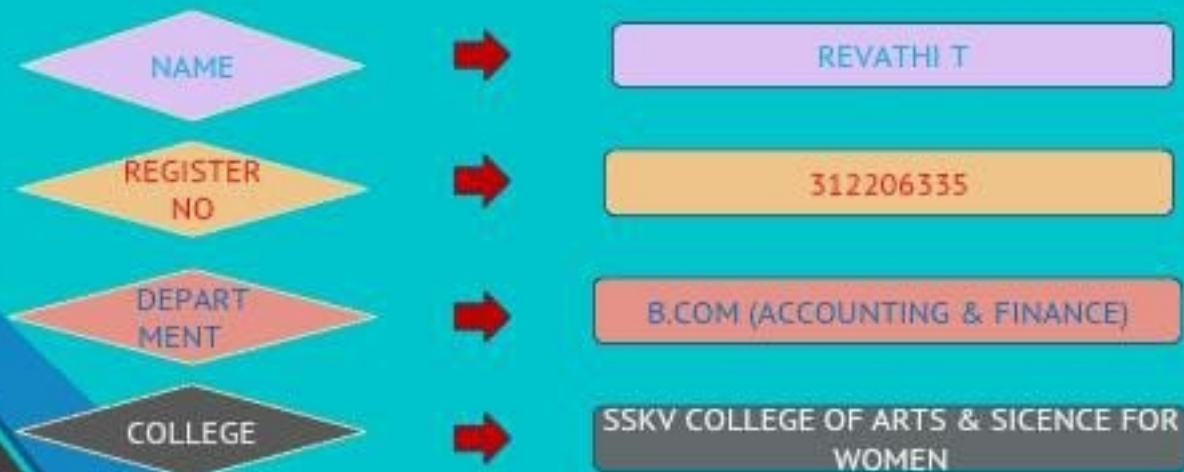 NAME
REVATHI T
REGISTER
NO
312206335
DEPART
MENT
B.COM (ACCOUNTING & FINANCE)
COLLEGE
SSKV COLLEGE OF ARTS & SICENCE FOR
WOMEN